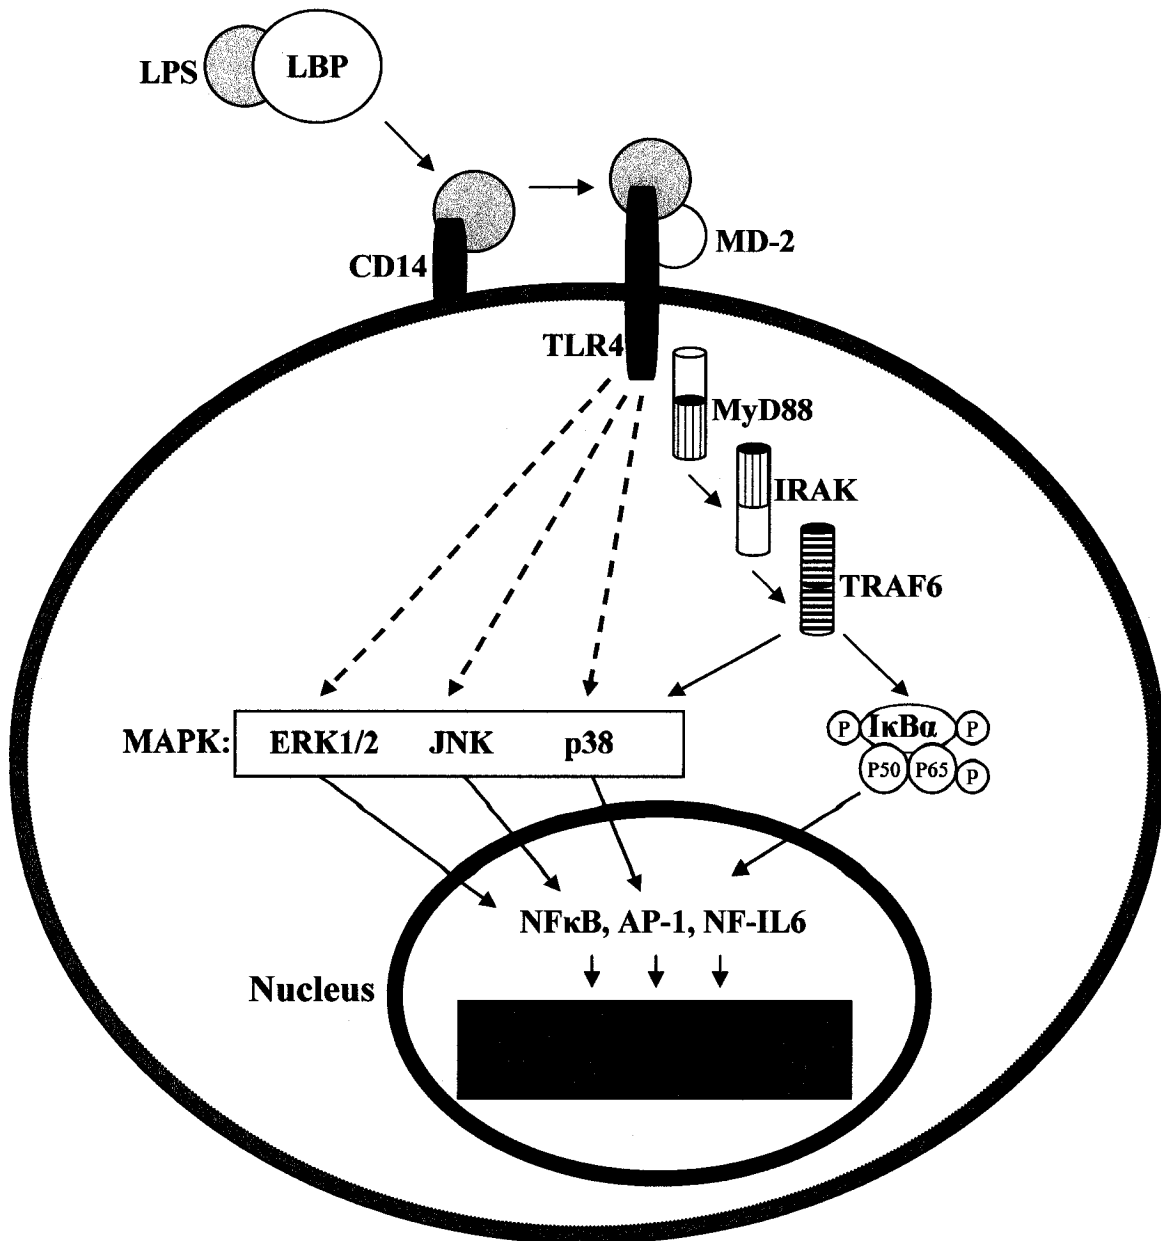 LPS
LBP
CD14
MD-2
TLR4
MyD88
IRAK
TRAF6
MAPK: ERK1/2 JNK p38
P IκBα P
P50 P65 P
NFκB, AP-1, NF-IL6
Nucleus